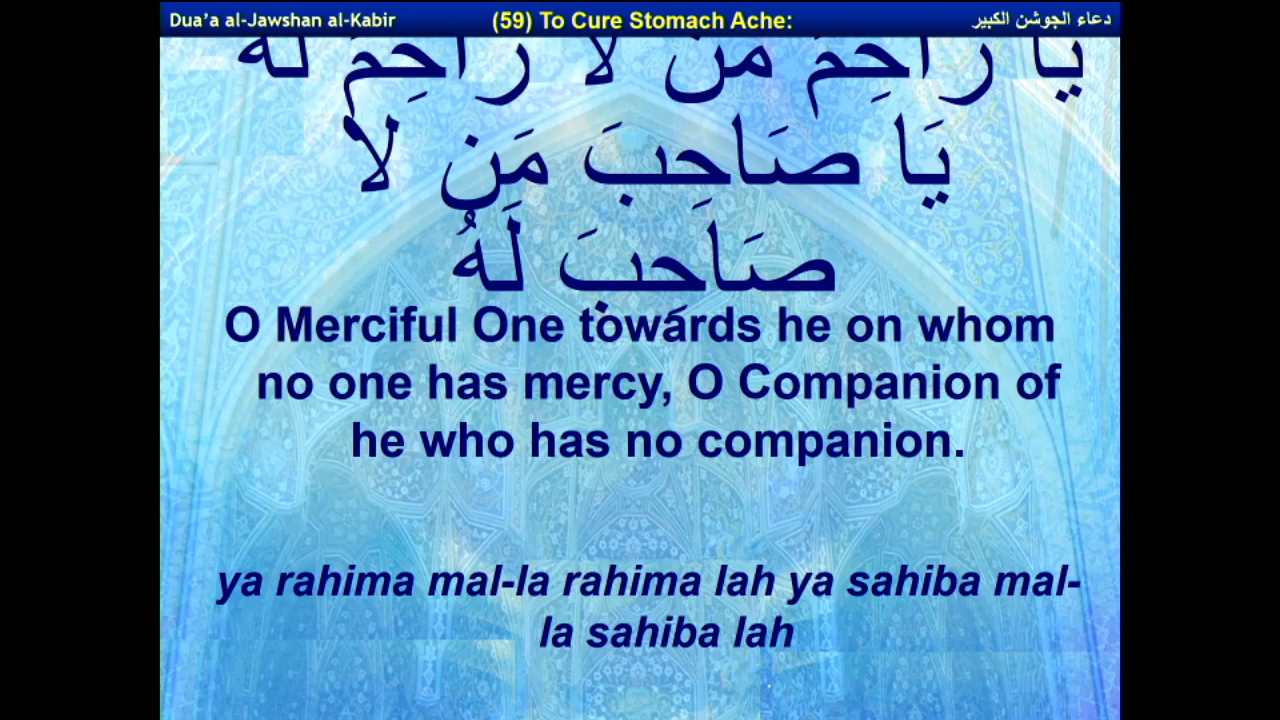 Dua'a al-Jawshan al-Kabir (59) To Cure Stomach Ache: دعاء الجوشن الكبير
يَا رَاحِمَ مَن لَا رَاحِمَ لَهُ
يَا صَاحِبَ مَن لَا
صَاحِبَ لَهُ
O Merciful One towards he on whom
no one has mercy, O Companion of
he who has no companion.
ya rahima mal-la rahima lah ya sahiba mal-
la sahiba lah